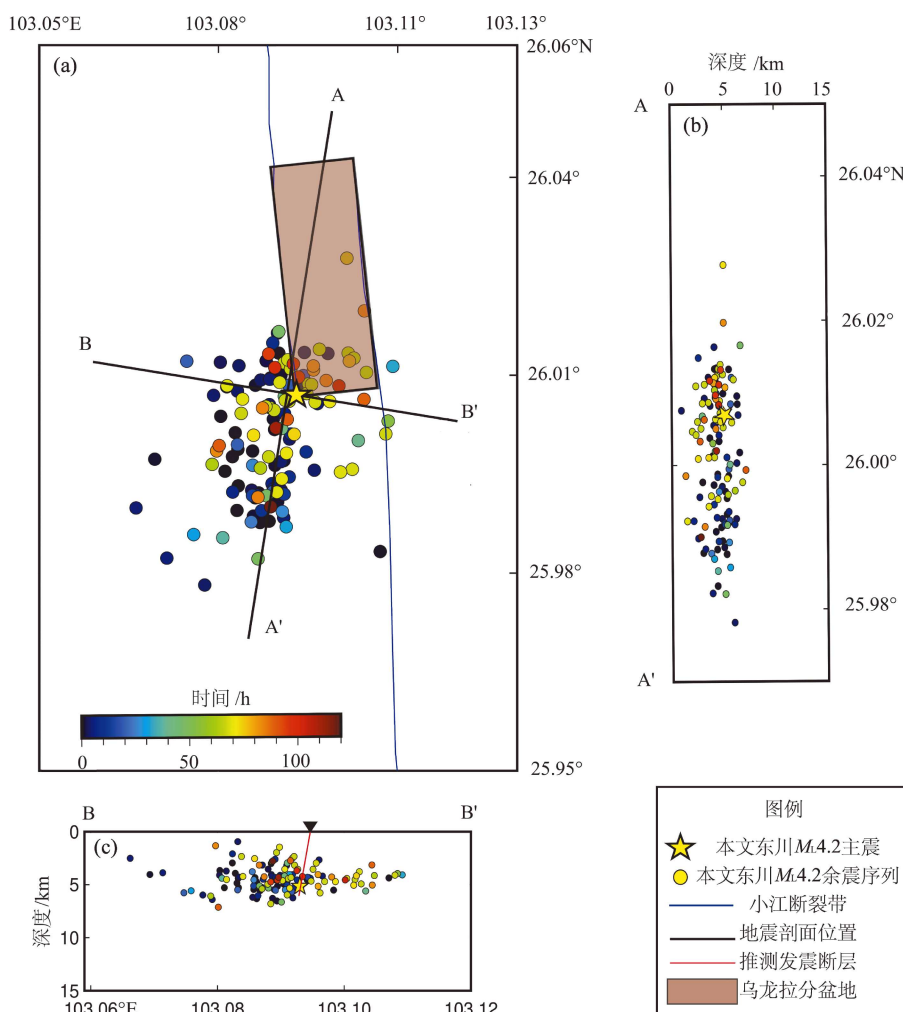 103.05°E 103.08° 103.11° 103.13°
26.06°N
(a)
A
深度 /km
0 5 10 15
A
(b)
26.04°
26.04°N
26.02°
B
26.01°
B'
26.00°
25.98°
25.98°
A'
A'
时间 /h
0 50 100
25.95°
B B'
(c)
0
5
10
15
深度/km
103.06°E 103.08 103.10 103.12
图例
本文东川ML4.2主震
本文东川ML4.2余震序列
小江断裂带
地震剖面位置
推测发震断层
乌龙拉分盆地